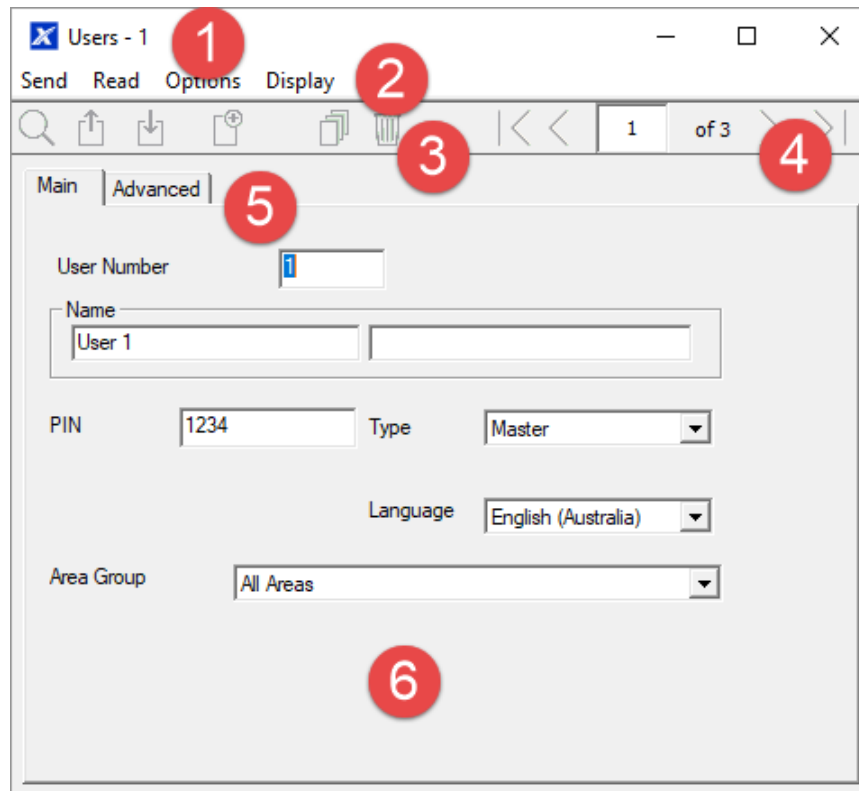 Users - 1
1
Send Read Options Display
2
1 of 3
3
4
Main Advanced
5
User Number 1
Name
User 1
PIN 1234 Type Master
Language English (Australia)
Area Group All Areas
6